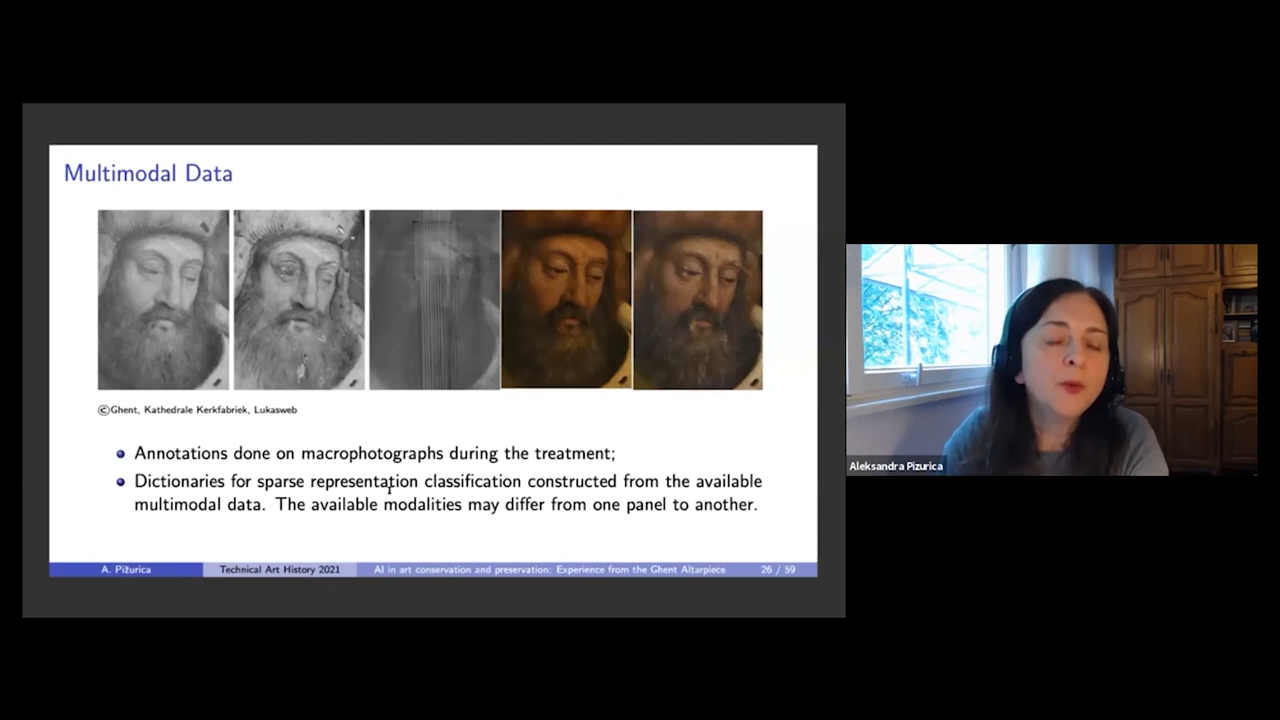 Multimodal Data
©Ghent, Kathedrale Kerkfabriek, Lukasweb
Annotations done on macrophotographs during the treatment;
Dictionaries for sparse representation classification constructed from the available
multimodal data. The available modalities may differ from one panel to another.
A. Pižurica
Technical Art History 2021
AI in art conservation and preservation: Experience from the Ghent Altarpiece
26 / 59
Aleksandra Pizurica